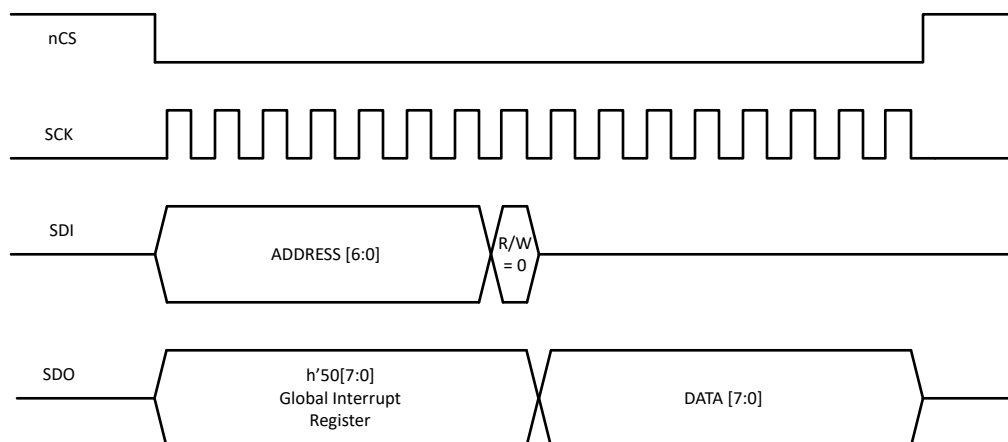 nCS
SCK
SDI
ADDRESS [6:0]
R/W
= 0
SDO
h’50[7:0]
Global Interrupt
Register
DATA [7:0]